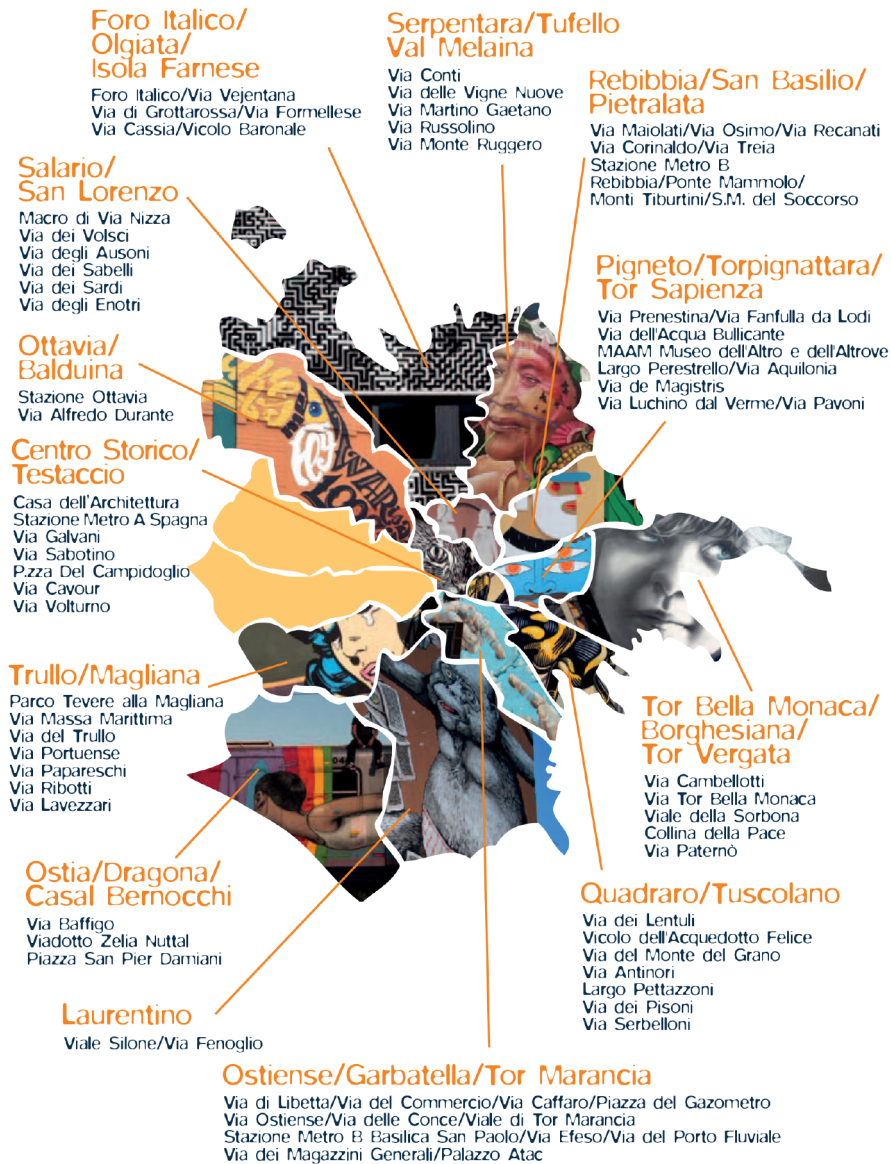 Foro Italico/
Olgiata/
Isola Farnese
Foro Italico/Via Vejentana
Via di Grottarossa/Via Formellese
Via Cassia/Vicolo Baronale
Serpentara/Tufello
Val Melaina
Via Conti
Via delle Vigne Nuove
Via Martino Gaetano
Via Russolino
Via Monte Ruggero
Rebibbia/San Basilio/
Pietralata
Via Maiolati/Via Osimo/Via Recanati
Via Corinaldo/Via Treia
Stazione Metro B
Rebibbia/Ponte Mammolo/
Monti Tiburtini/S.M. del Soccorso
Salario/
San Lorenzo
Macro di Via Nizza
Via dei Volsci
Via degli Ausoni
Via dei Sabelli
Via dei Sardi
Via degli Enotri
Pigneto/Torpignattara/
Tor Sapienza
Via Prenestina/Via Fanfulla da Lodi
Via dell'Acqua Bullicante
MAAM Museo dell'Altro e dell'Altrove
Largo Perestrello/Via Aquilonia
Via de Magistris
Via Luchino dal Verme/Via Pavoni
Ottavia/
Balduina
Stazione Ottavia
Via Alfredo Durante
Centro Storico/
Testaccio
Casa dell'Architettura
Stazione Metro A Spagna
Via Galvani
Via Sabotino
P.zza Del Campidoglio
Via Cavour
Via Volturno
Trullo/Magliana
Parco Tevere alla Magliana
Via Massa Marittima
Via del Trullo
Via Portuense
Via Papareschi
Via Ribotti
Via Lavezzari
Tor Bella Monaca/
Borghesiana/
Tor Vergata
Via Cambellotti
Via Tor Bella Monaca
Viale della Sorbona
Collina della Pace
Via Paternò
Ostia/Dragona/
Casal Bernocchi
Via Baffigo
Viadotto Zelia Nuttal
Piazza San Pier Damiani
Quadraro/Tuscolano
Via dei Lentuli
Vicolo dell'Acquedotto Felice
Via del Monte del Grano
Via Antinori
Largo Pettazzoni
Via dei Pisoni
Via Serbelloni
Laurentino
Viale Silone/Via Fenoglio
Ostiense/Garbatella/Tor Marancia
Via di Libetta/Via del Commercio/Via Caffaro/Piazza del Gazometro
Via Ostiense/Via delle Conce/Viale di Tor Marancia
Stazione Metro B Basilica San Paolo/Via Efeso/Via del Porto Fluviale
Via dei Magazzini Generali/Palazzo Atac